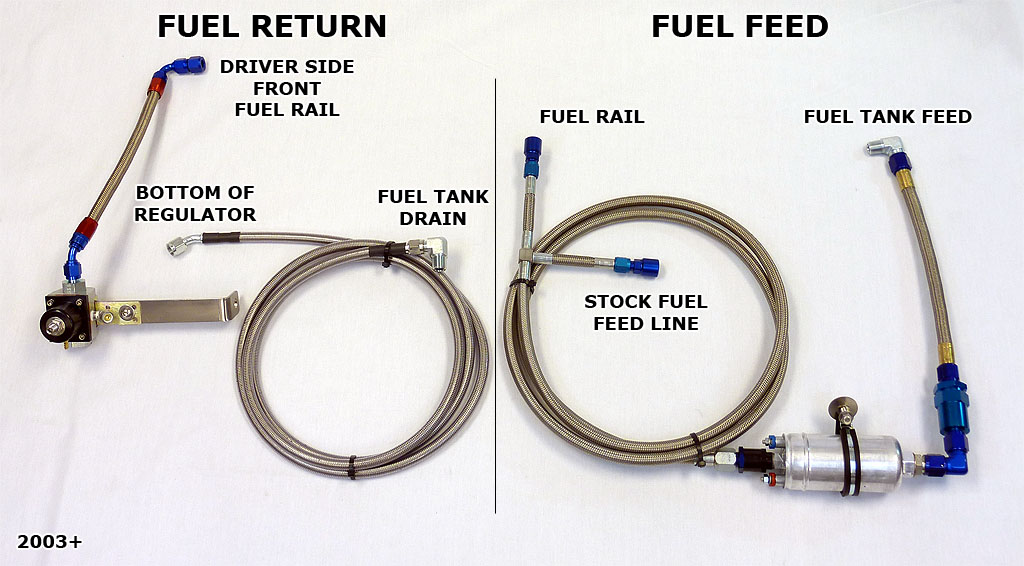 FUEL RETURN
DRIVER SIDE
FRONT
FUEL RAIL
BOTTOM OF
REGULATOR
FUEL TANK
DRAIN
2003+
FUEL FEED
FUEL RAIL
FUEL TANK FEED
STOCK FUEL
FEED LINE